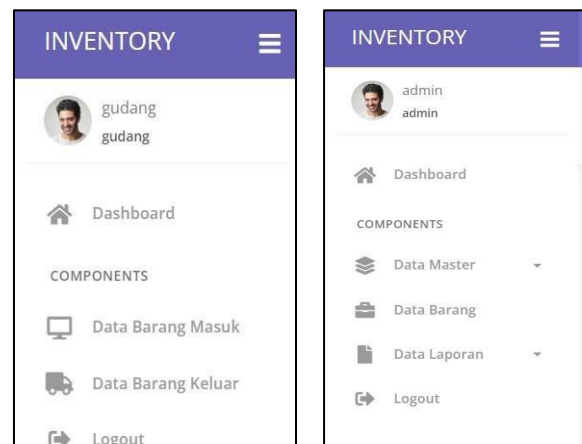 INVENTORY
gudang
gudang
Dashboard
COMPONENTS
Data Barang Masuk
Data Barang Keluar
Logout
INVENTORY
admin
admin
Dashboard
COMPONENTS
Data Master
Data Barang
Data Laporan
Logout